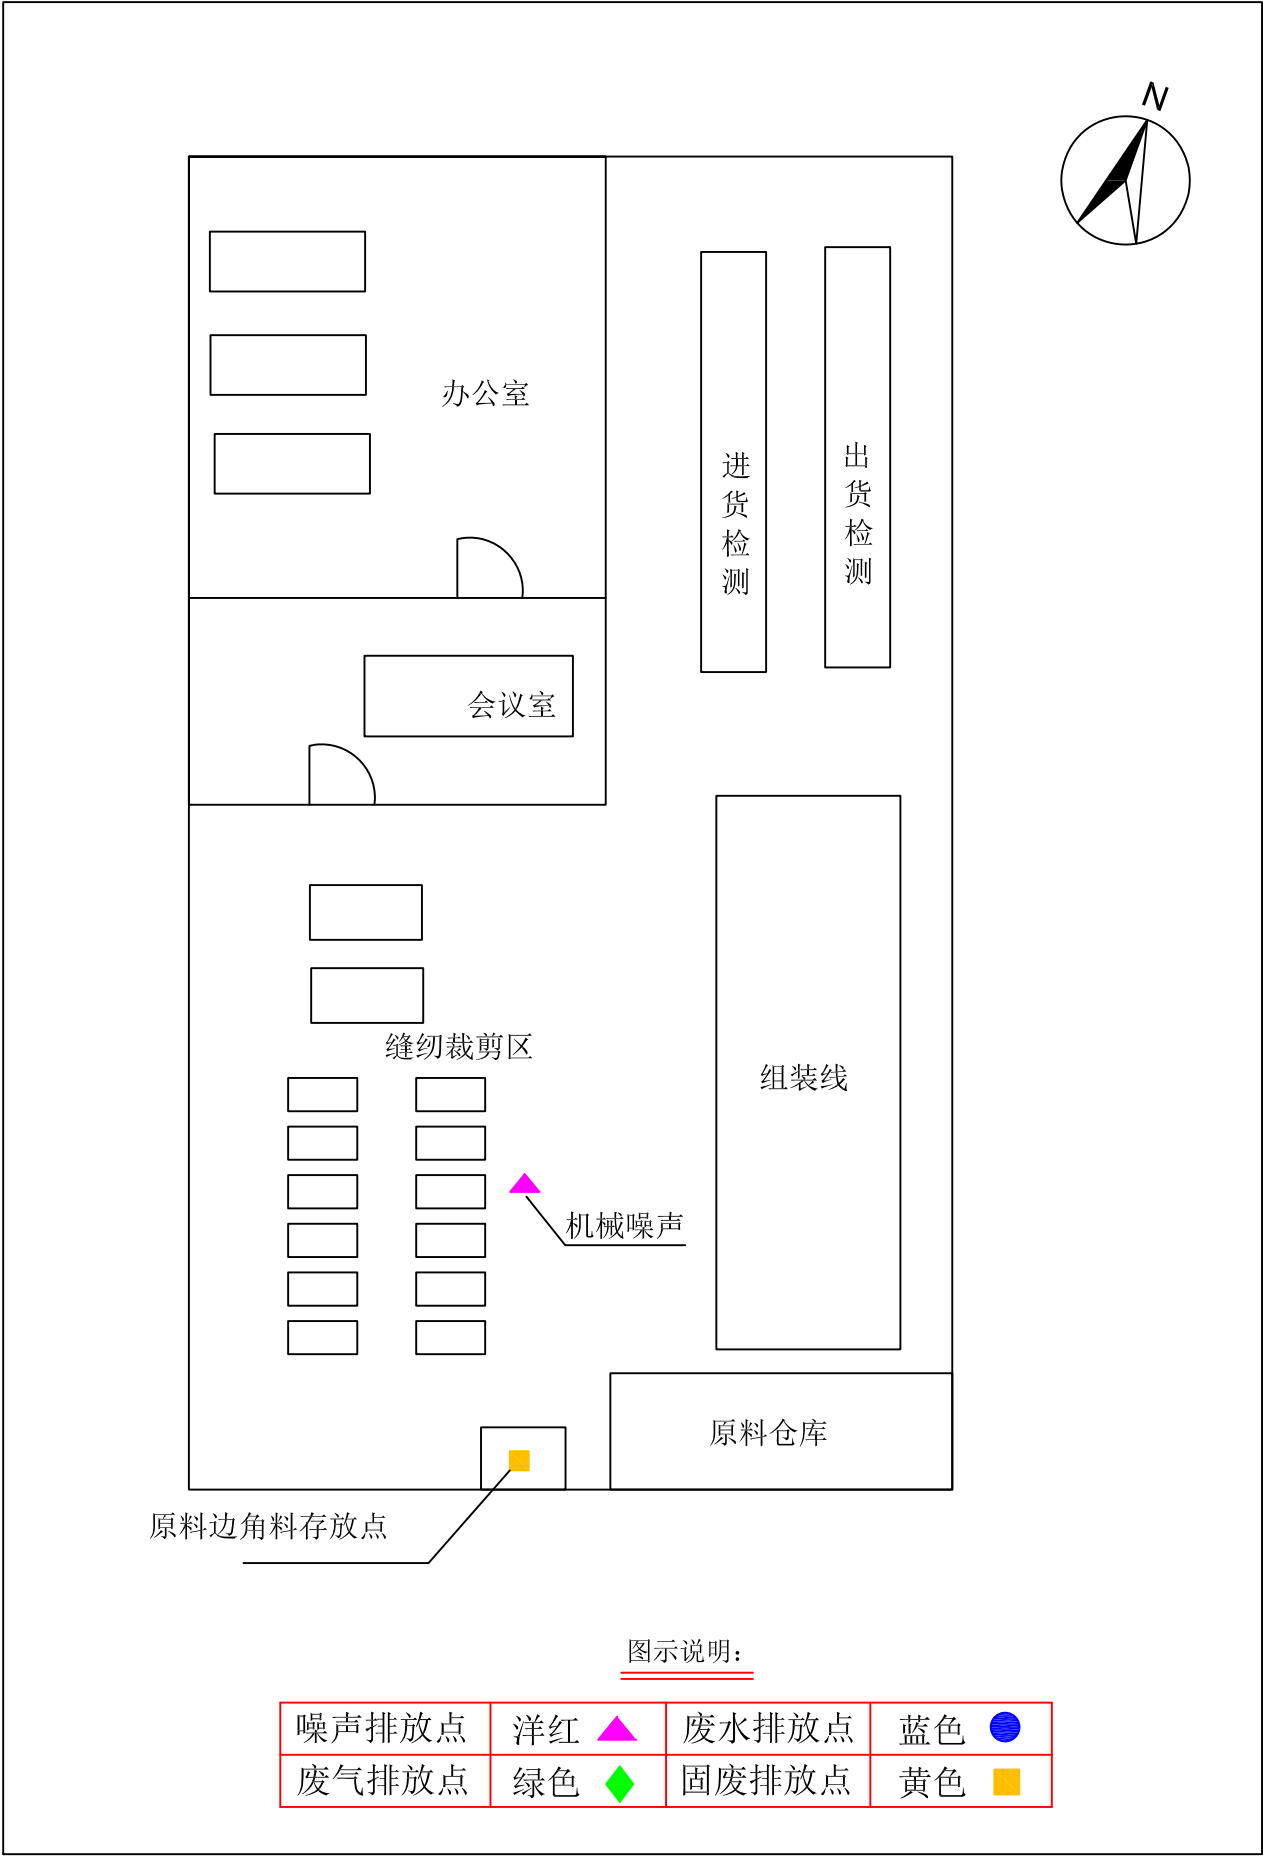 N
办公室
进货检测
出货检测
会议室
缝纫裁剪区
组装线
机械噪声
原料仓库
原料边角料存放点
图示说明：
噪声排放点 洋红 废水排放点 蓝色
废气排放点 绿色 固废排放点 黄色